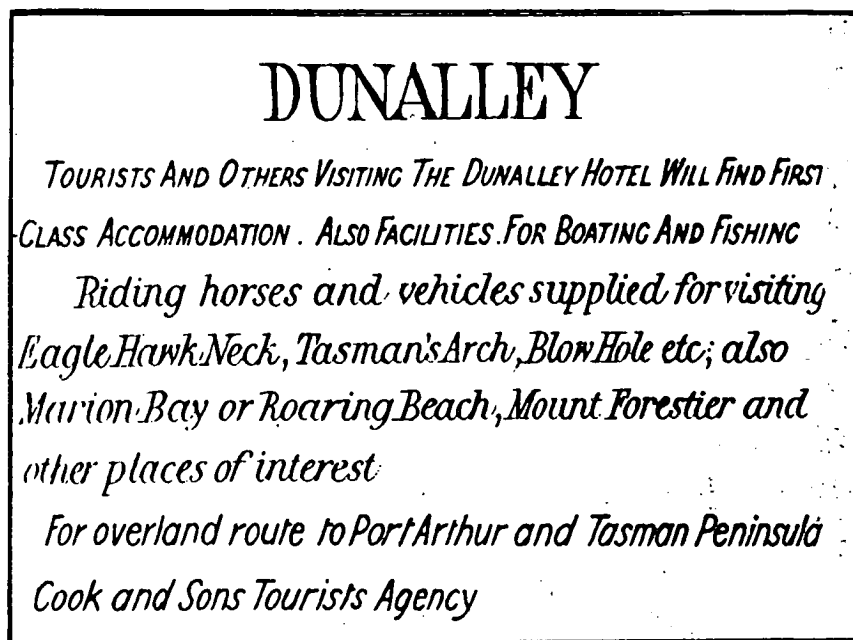 DUNALLEY
TOURISTS AND OTHERS VISITING THE DUNALLEY HOTEL WILL FIND FIRST
CLASS ACCOMMODATION. ALSO FACILITIES FOR BOATING AND FISHING
Riding horses and vehicles supplied for visiting
Eagle Hawk Neck, Tasman's Arch, Blow Hole etc; also
Marion Bay or Roaring Beach, Mount Forestier and
other places of interest
For overland route to Port Arthur and Tasman Peninsula
Cook and Sons Tourists Agency